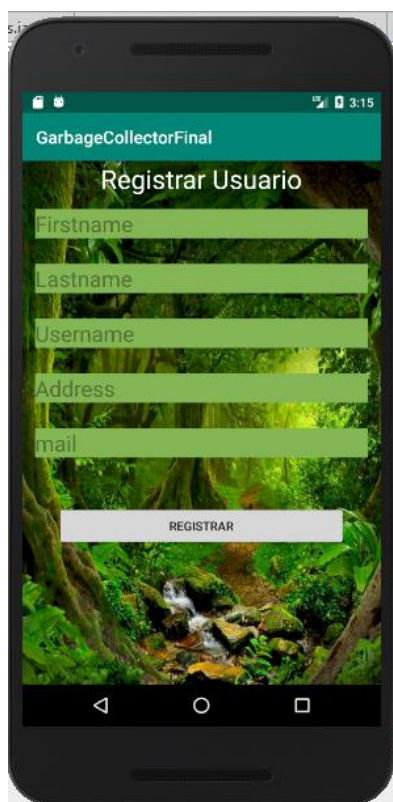 3:15
GarbageCollectorFinal
Registrar Usuario
Firstname
Lastname
Username
Address
mail
REGISTRAR